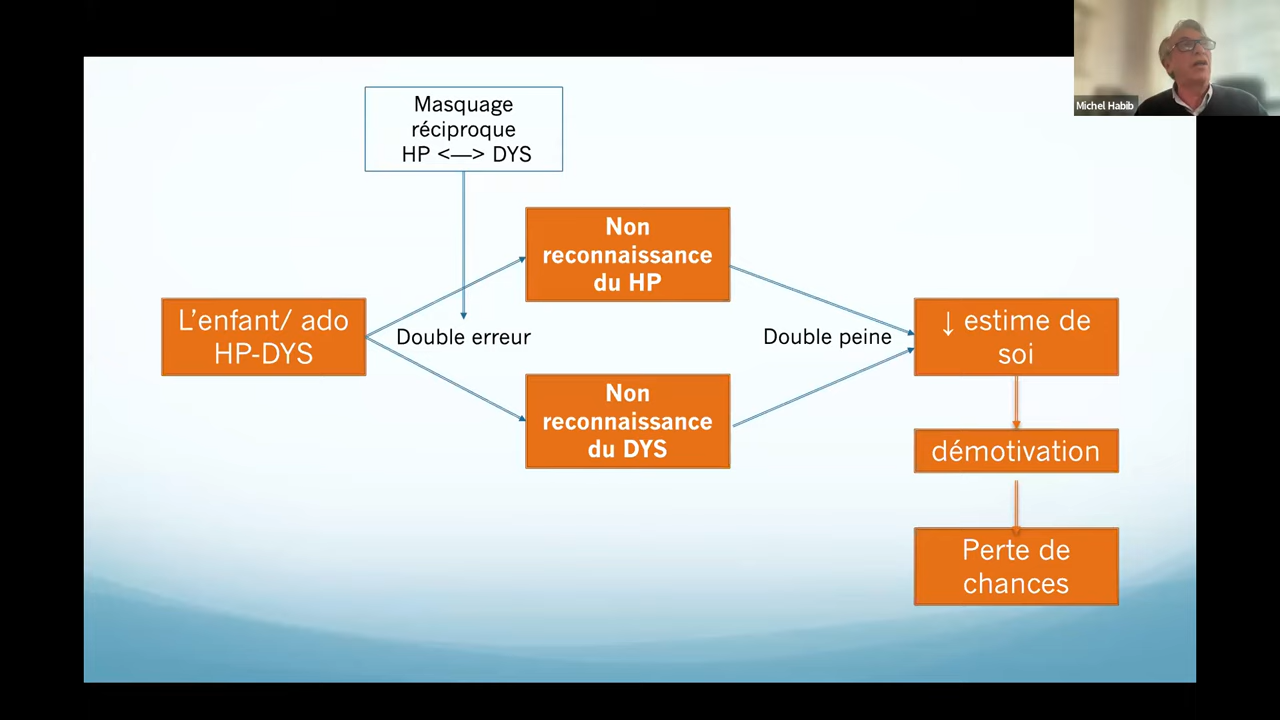 Michel Habib
Masquage
réciproque
HP <—> DYS
Non
reconnaissance
du HP
L’enfant/ ado
HP-DYS
Double erreur
Double peine
↓ estime de
soi
Non
reconnaissance
du DYS
démotivation
Perte de
chances